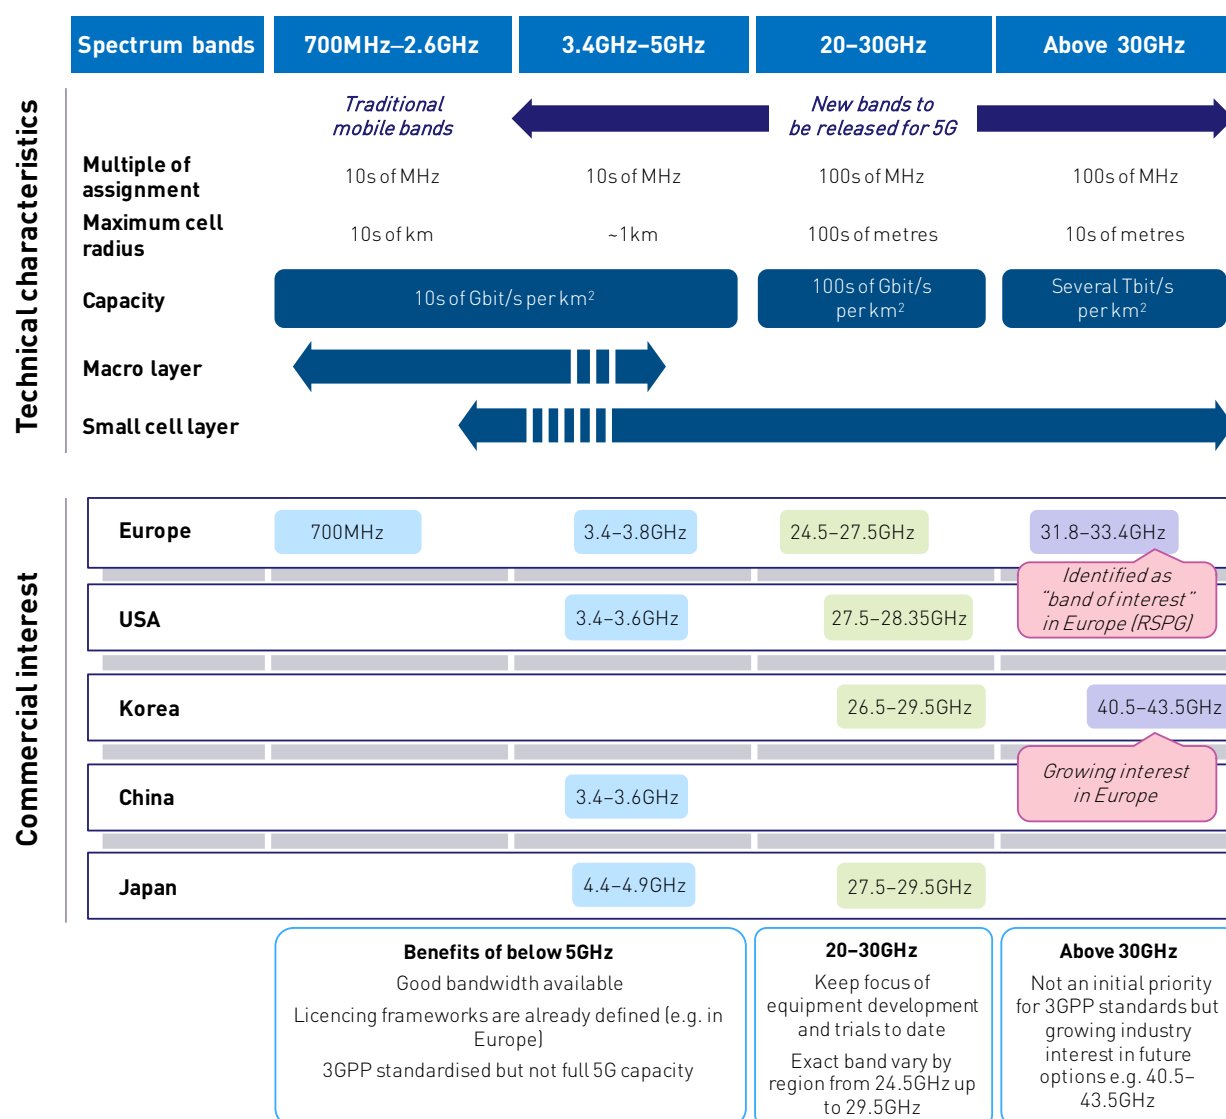 Spectrum bands
700MHz–2.6GHz
3.4GHz–5GHz
20–30GHz
Above 30GHz
Technical characteristics
Traditional
mobile bands
New bands to
be released for 5G
Multiple of
assignment
10s of MHz
10s of MHz
100s of MHz
100s of MHz
Maximum cell
radius
10s of km
~1km
100s of metres
10s of metres
Capacity
10s of Gbit/s per km²
100s of Gbit/s
per km²
Several Tbit/s
per km²
Macro layer
Small cell layer
Commercial interest
Europe
700MHz
3.4–3.8GHz
24.5–27.5GHz
31.8–33.4GHz
Identified as
“band of interest”
in Europe (RSPG)
USA
3.4–3.6GHz
27.5–28.35GHz
Korea
26.5–29.5GHz
40.5–43.5GHz
Growing interest
in Europe
China
3.4–3.6GHz
Japan
4.4–4.9GHz
27.5–29.5GHz
Benefits of below 5GHz
Good bandwidth available
Licencing frameworks are already defined (e.g. in
Europe)
3GPP standardised but not full 5G capacity
20–30GHz
Keep focus of
equipment development
and trials to date
Exact band vary by
region from 24.5GHz up
to 29.5GHz
Above 30GHz
Not an initial priority
for 3GPP standards but
growing industry
interest in future
options e.g. 40.5–
43.5GHz